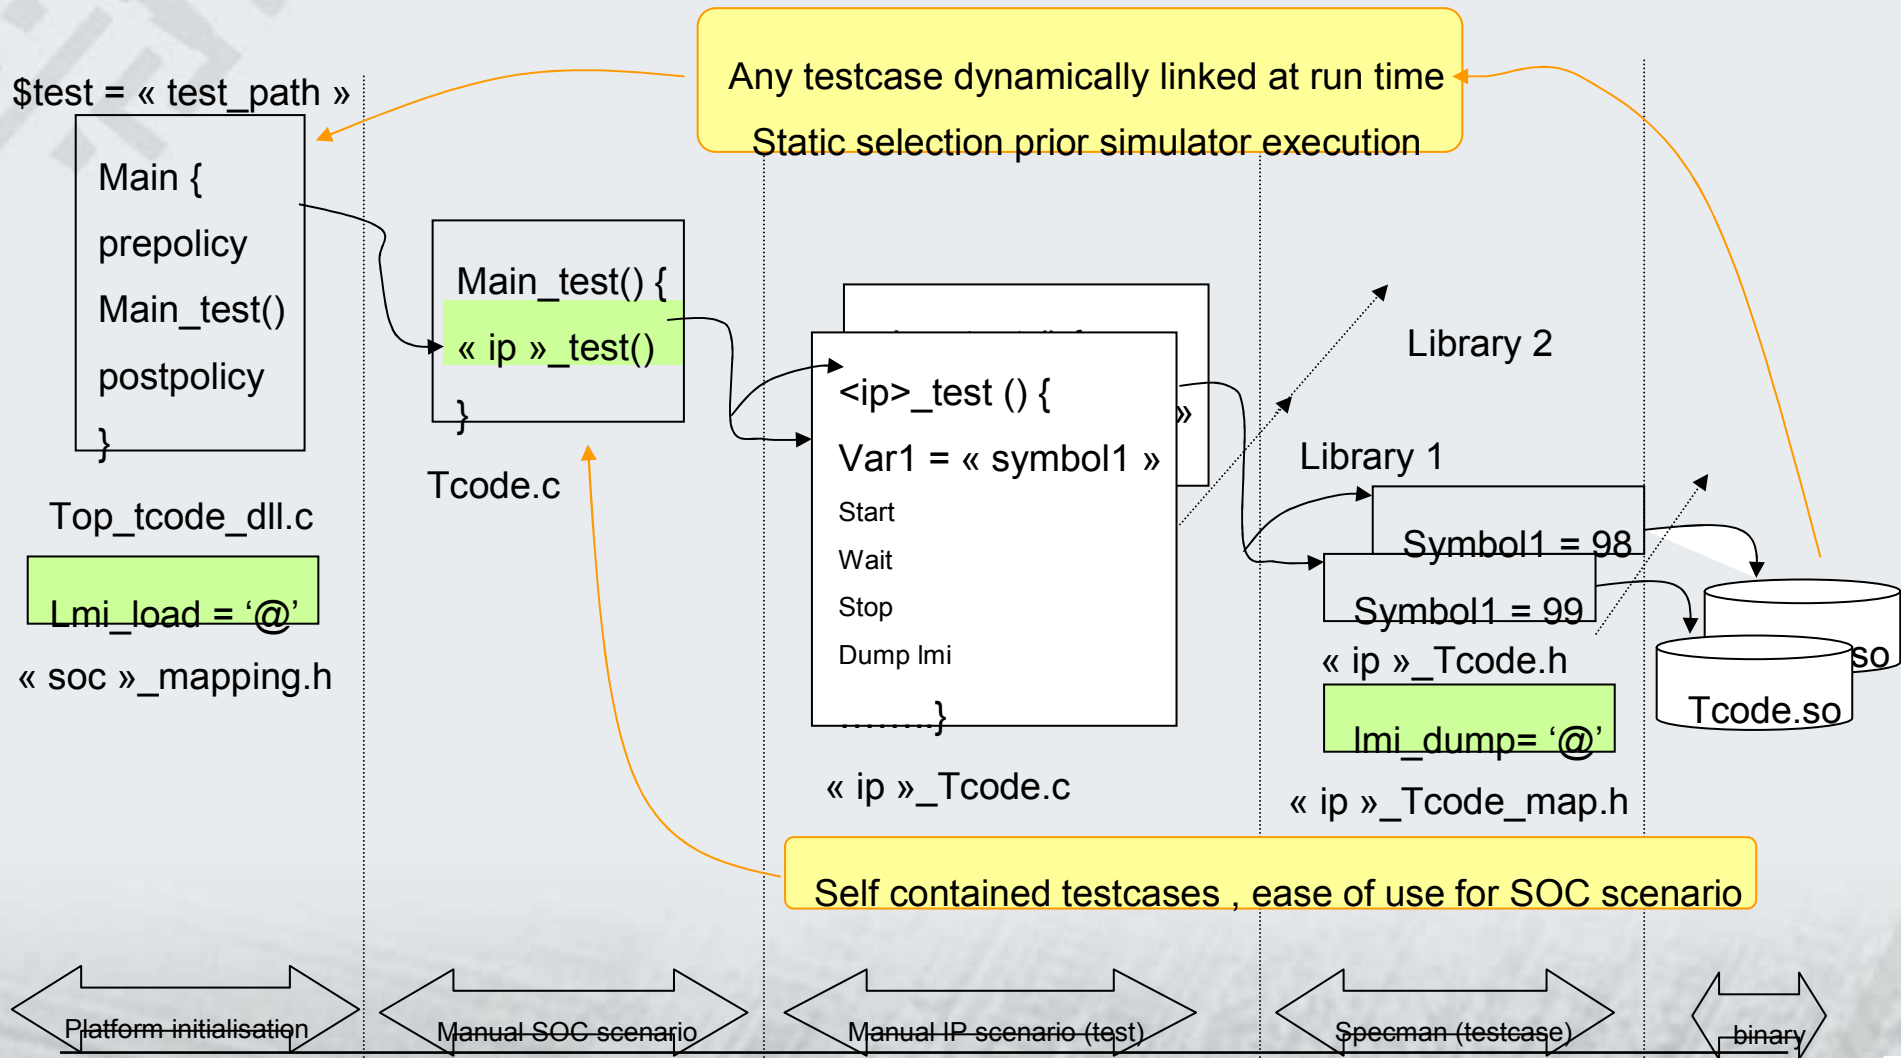 Any testcase dynamically linked at run time
Static selection prior simulator execution
$test = « test_path »
Main {
prepolicy
Main_test()
postpolicy
}
Top_tcode_dll.c
Lmi_load = ‘@’
« soc »_mapping.h
Main_test() {
« ip »_test()
}
Tcode.c
<ip>_test () {
Var1 = « symbol1 »
Start
Wait
Stop
Dump lmi
........}
»
« ip »_Tcode.c
Library 2
Library 1
Symbol1 = 98
Symbol1 = 99
« ip »_Tcode.h
lmi_dump= ‘@’
« ip »_Tcode_map.h
so
Tcode.so
Self contained testcases , ease of use for SOC scenario
Platform initialisation
Manual SOC scenario
Manual IP scenario (test)
Specman (testcase)
binary